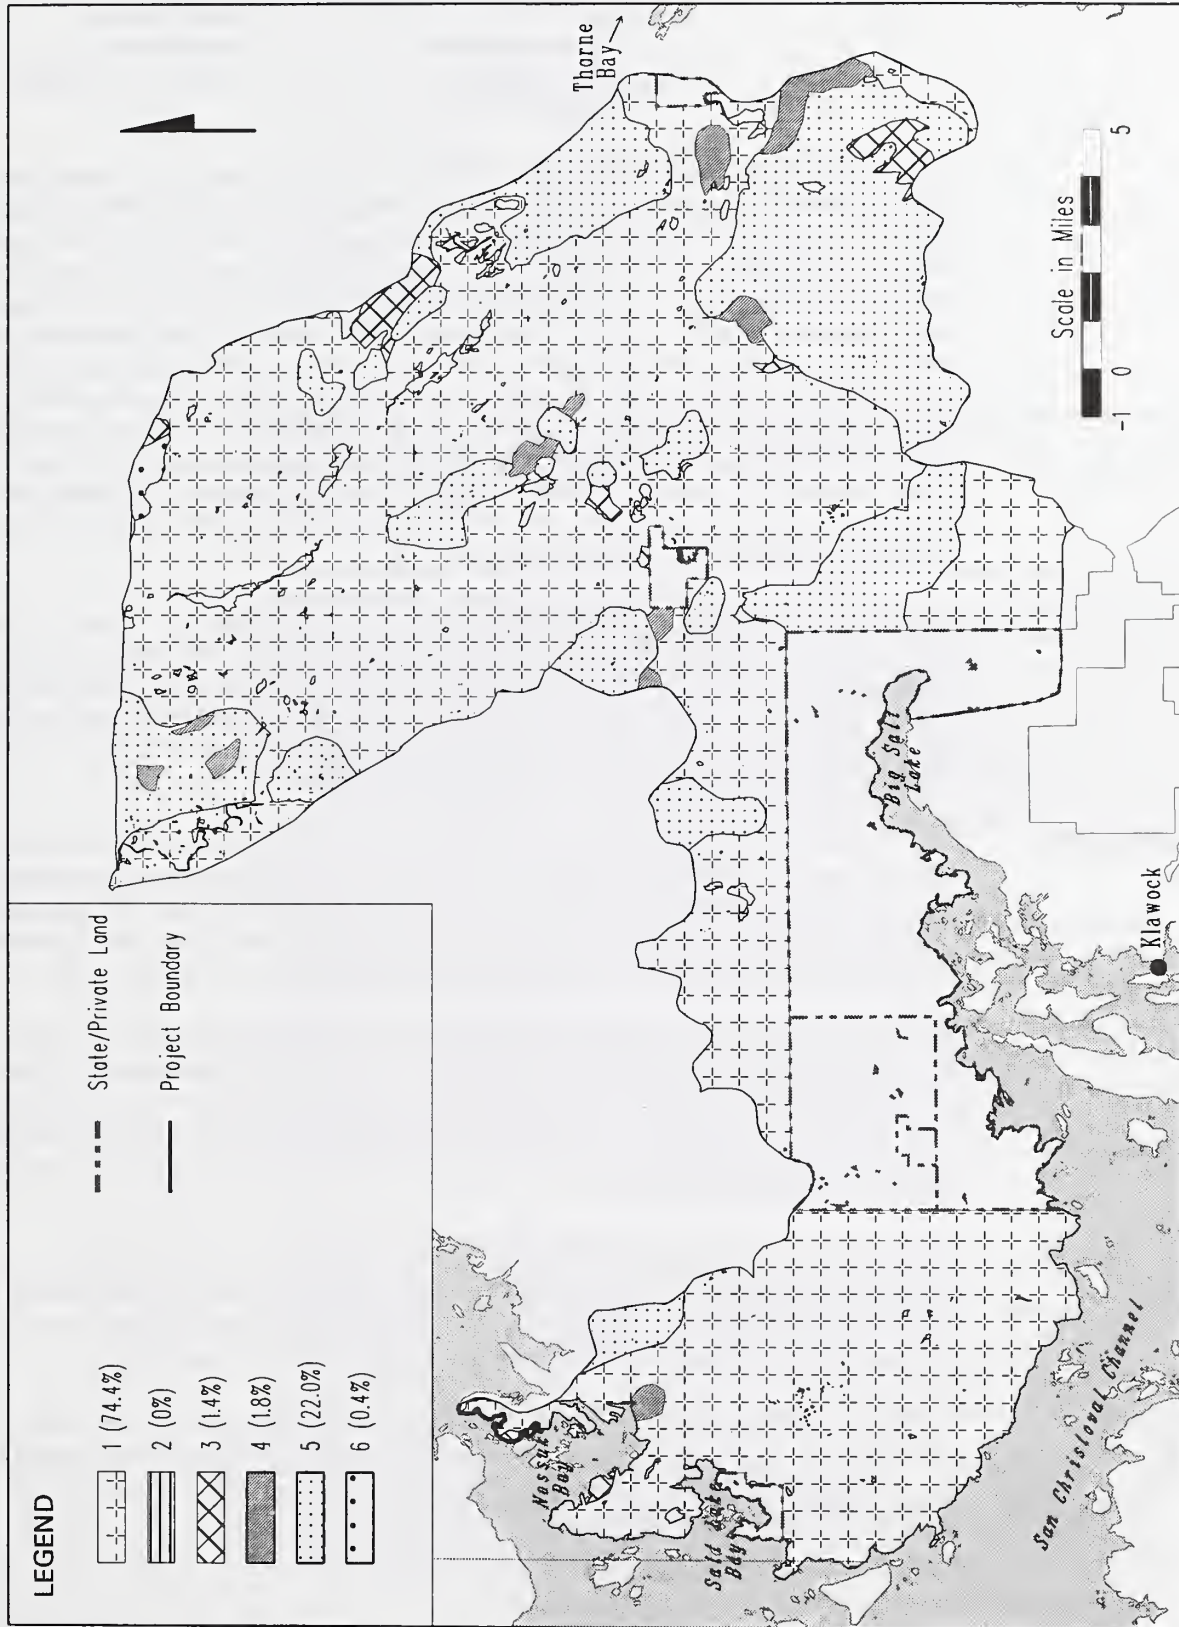 LEGEND
1 (74.4%)
2 (0%)
3 (1.4%)
4 (1.8%)
5 (22.0%)
6 (0.4%)
State/Private Land
Project Boundary
Thorne
Bay
Scale in Miles
-1 0 5
Nossuk
Bay
Salt Lake
Bay
Big Salt
Lake
Klawock
San Christoval Channel